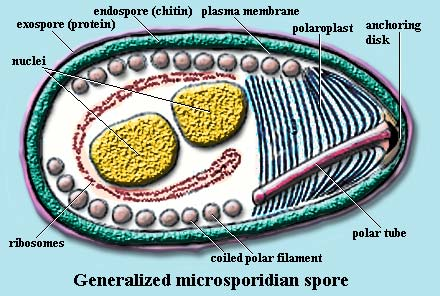 endospore (chitin)
plasma membrane
exospore (protein)
polaroplast
anchoring
disk
nuclei
ribosomes
coiled polar filament
polar tube
Generalized microsporidian spore